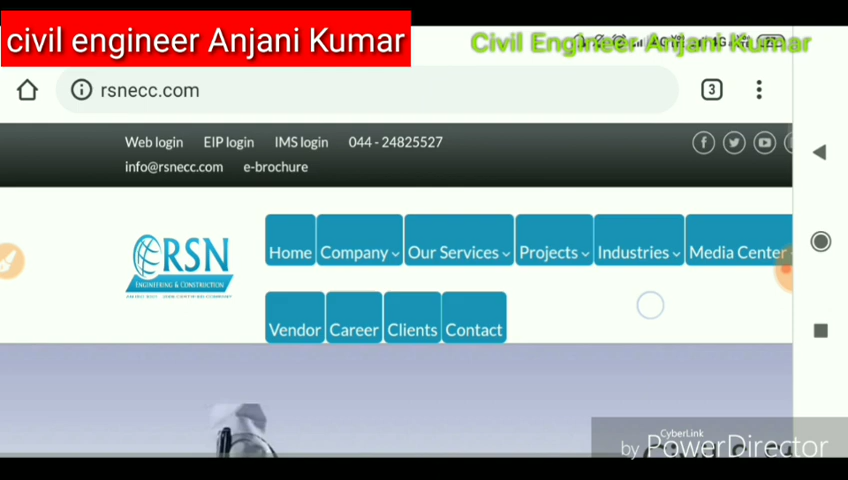 civil engineer Anjani Kumar
Civil Engineer Anjani Kumar
rsnecc.com
3
Web login EIP login IMS login 044 - 24825527
info@rsnecc.com e-brochure
RSN
ENGINEERING & CONSTRUCTION
Home Company Our Services Projects Industries Media Center
Vendor Career Clients Contact
CyberLink
by PowerDirector